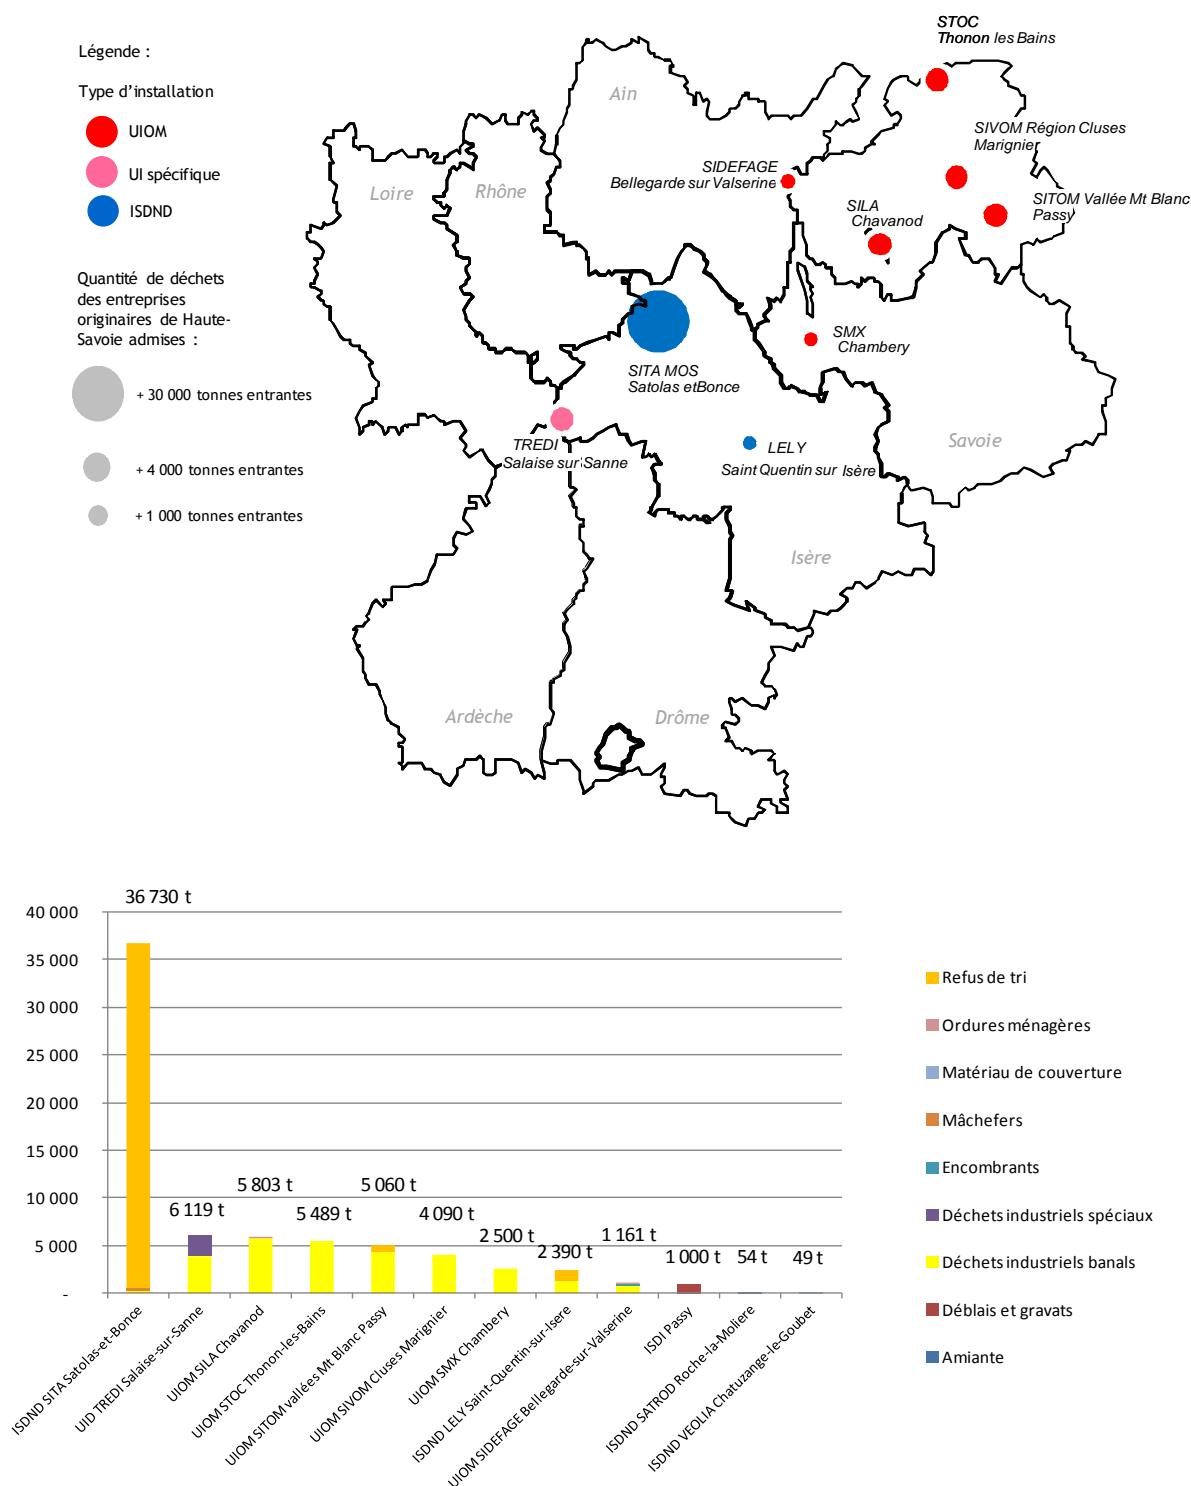 STOC
Thonon les Bains
Légende :
Type d'installation
UIOM
UI spécifique
ISDND
Quantité de déchets
des entreprises
originaires de Haute-
Savoie admises :
+ 30 000 tonnes entrantes
+ 4 000 tonnes entrantes
+ 1 000 tonnes entrantes
Ain
SIVOM Région Cluses
Marignier
SIDEFAGE
Bellegarde sur Valserine
Loire
Rhône
SITOM Vallée Mt Blanc
Passy
SILA
Chavanod
SMX
Chambery
SITA MOS
Satolas etBonce
TREDI
Salaise sur Sanne
LELY
Saint Quentin sur Isère
Savoie
Isère
Ardèche
Drôme
36 730 t
40 000
35 000
30 000
25 000
20 000
15 000
10 000
5 000
-
6 119 t
5 803 t
5 489 t
5 060 t
4 090 t
2 500 t
2 390 t
1 161 t
1 000 t
54 t
49 t
ISDND SITA Satolas-et-Bonce
UID TREDI Salaise-sur-Sanne
UIOM SILA Chavanod
UIOM STOC Thonon-les-Bains
UIOM SITOM vallées Mt Blanc Passy
UIOM SIVOM Cluses Marignier
UIOM SMX Chambery
ISDND LELY Saint-Quentin-sur-Isère
UIOM SIDEFAGE Bellegarde-sur-Valserine
ISDI Passy
ISDND SATROD Roche-la-Moliere
ISDND VEOLIA Chatuzange-le-Goubet
Refus de tri
Ordures ménagères
Matériau de couverture
Mâchefers
Encombrants
Déchets industriels spéciaux
Déchets industriels banals
Déblais et gravats
Amiante